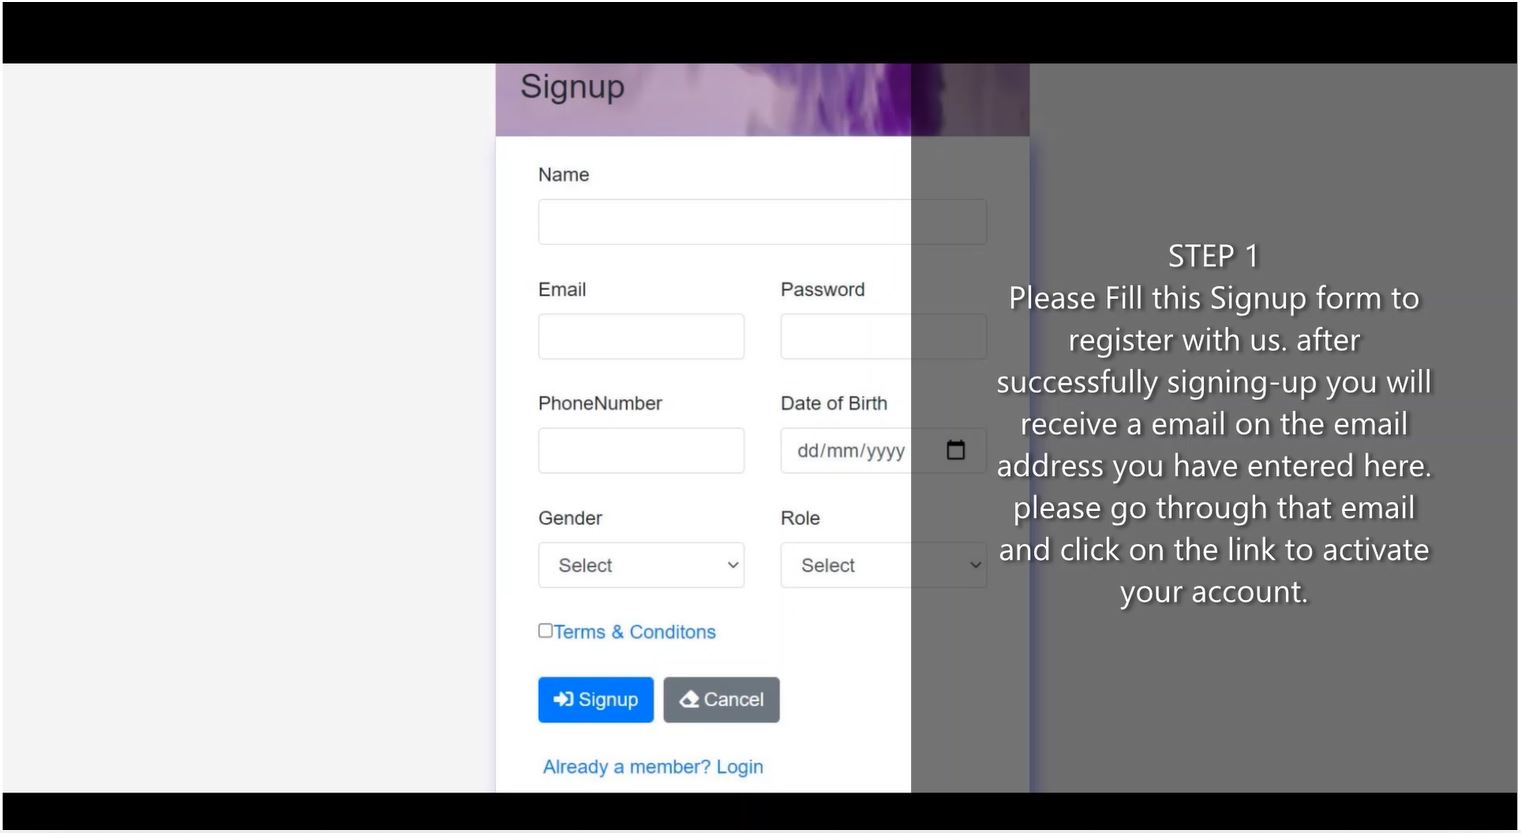 Signup
Name
Email
Password
PhoneNumber
Date of Birth
dd/mm/yyyy
Gender
Role
Select
Select
Terms & Conditons
Signup
Cancel
Already a member? Login
STEP 1
Please Fill this Signup form to
register with us. after
successfully signing-up you will
receive a email on the email
address you have entered here.
please go through that email
and click on the link to activate
your account.